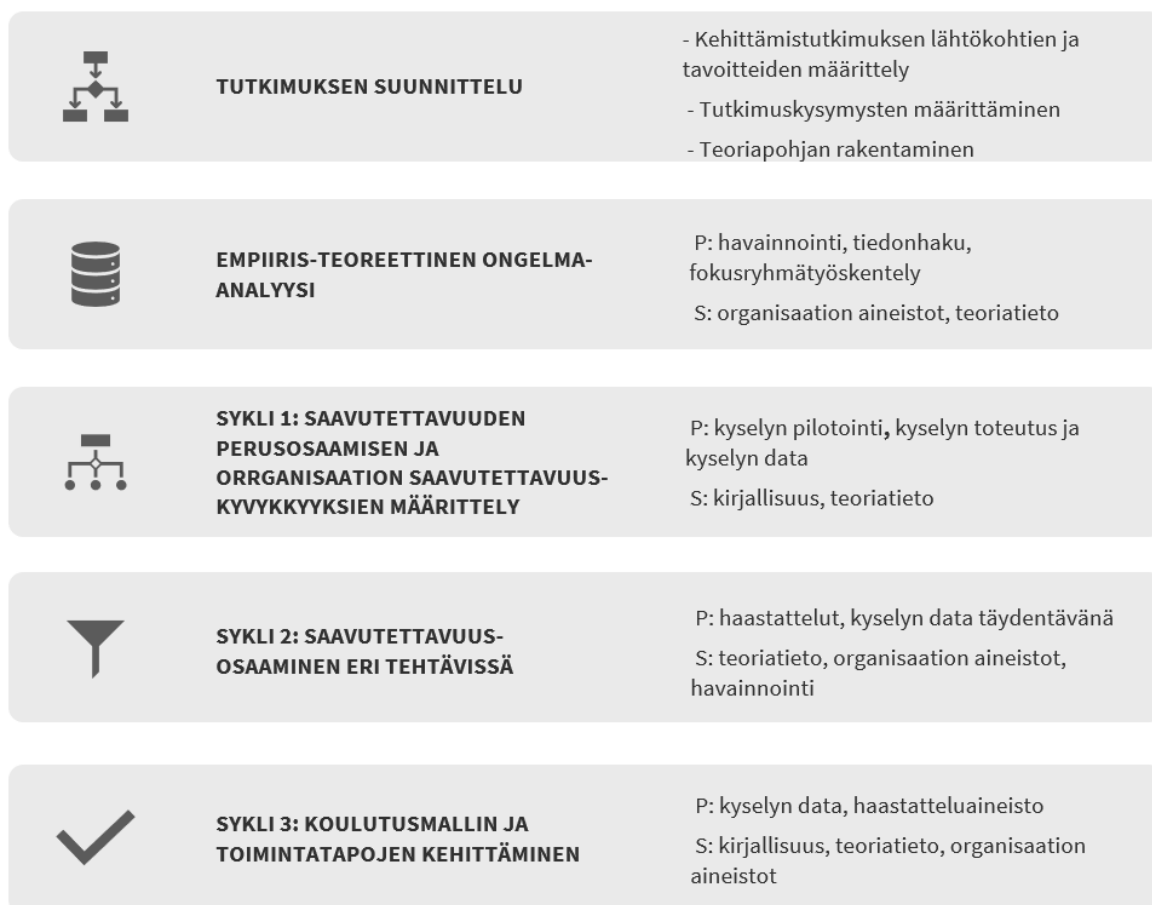 TUTKIMUKSEN SUUNNITTELU
- Kehittämistutkimuksen lähtökohtien ja
tavoitteiden määrittely
- Tutkimuskysymysten määrittäminen
- Teoriapohjan rakentaminen
EMPIIRIS-TEOREETTINEN ONGELMA-
ANALYYSI
P: havainnointi, tiedonhaku,
fokusryhmätyöskentely
S: organisaation aineistot, teoriatieto
SYKLI 1: SAAVUTETTAVUUDEN
PERUSOSAAMISEN JA
ORRGANISAATION SAAVUTETTAVUUS-
KYVYKKYYKSIEN MÄÄRITTELY
P: kyselyn pilotointi, kyselyn toteutus ja
kyselyn data
S: kirjallisuus, teoriatieto
SYKLI 2: SAAVUTETTAVUUS-
OSAAMINEN ERI TEHTÄVISSÄ
P: haastattelut, kyselyn data täydentävänä
S: teoriatieto, organisaation aineistot,
havainnointi
SYKLI 3: KOULUTUSMALLIN JA
TOIMINTATAPOJEN KEHITTÄMINEN
P: kyselyn data, haastatteluaineisto
S: kirjallisuus, teoriatieto, organisaation
aineistot